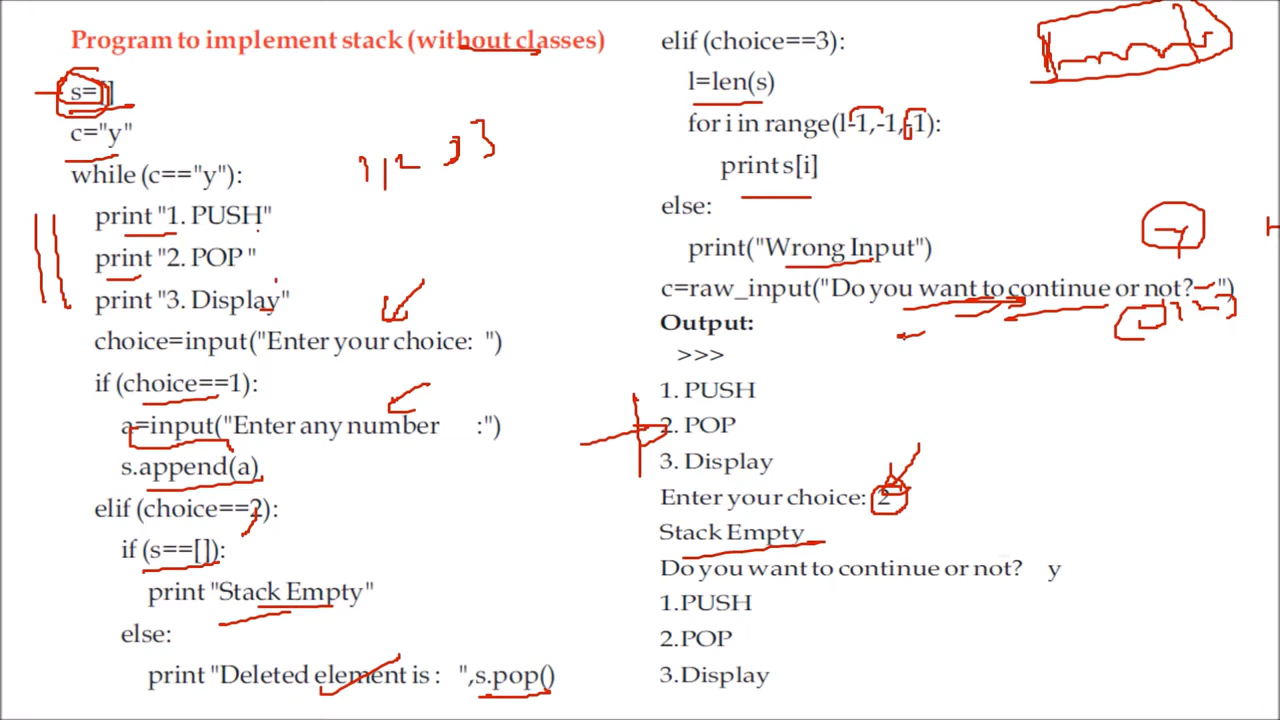 Program to implement stack (without classes)
s=[]
c="y"
while (c=="y"):
print "1. PUSH"
print "2. POP "
print "3. Display"
choice=input("Enter your choice: ")
if (choice==1):
a=input("Enter any number :")
s.append(a)
elif (choice==2):
if (s==[]):
print "Stack Empty"
else:
print "Deleted element is : ",s.pop()
elif (choice==3):
l=len(s)
for i in range(l-1,-1,-1):
print s[i]
else:
print("Wrong Input")
c=raw_input("Do you want to continue or not? ")
Output:
>>>
1. PUSH
2. POP
3. Display
Enter your choice: 2
Stack Empty
Do you want to continue or not? y
1.PUSH
2.POP
3.Display